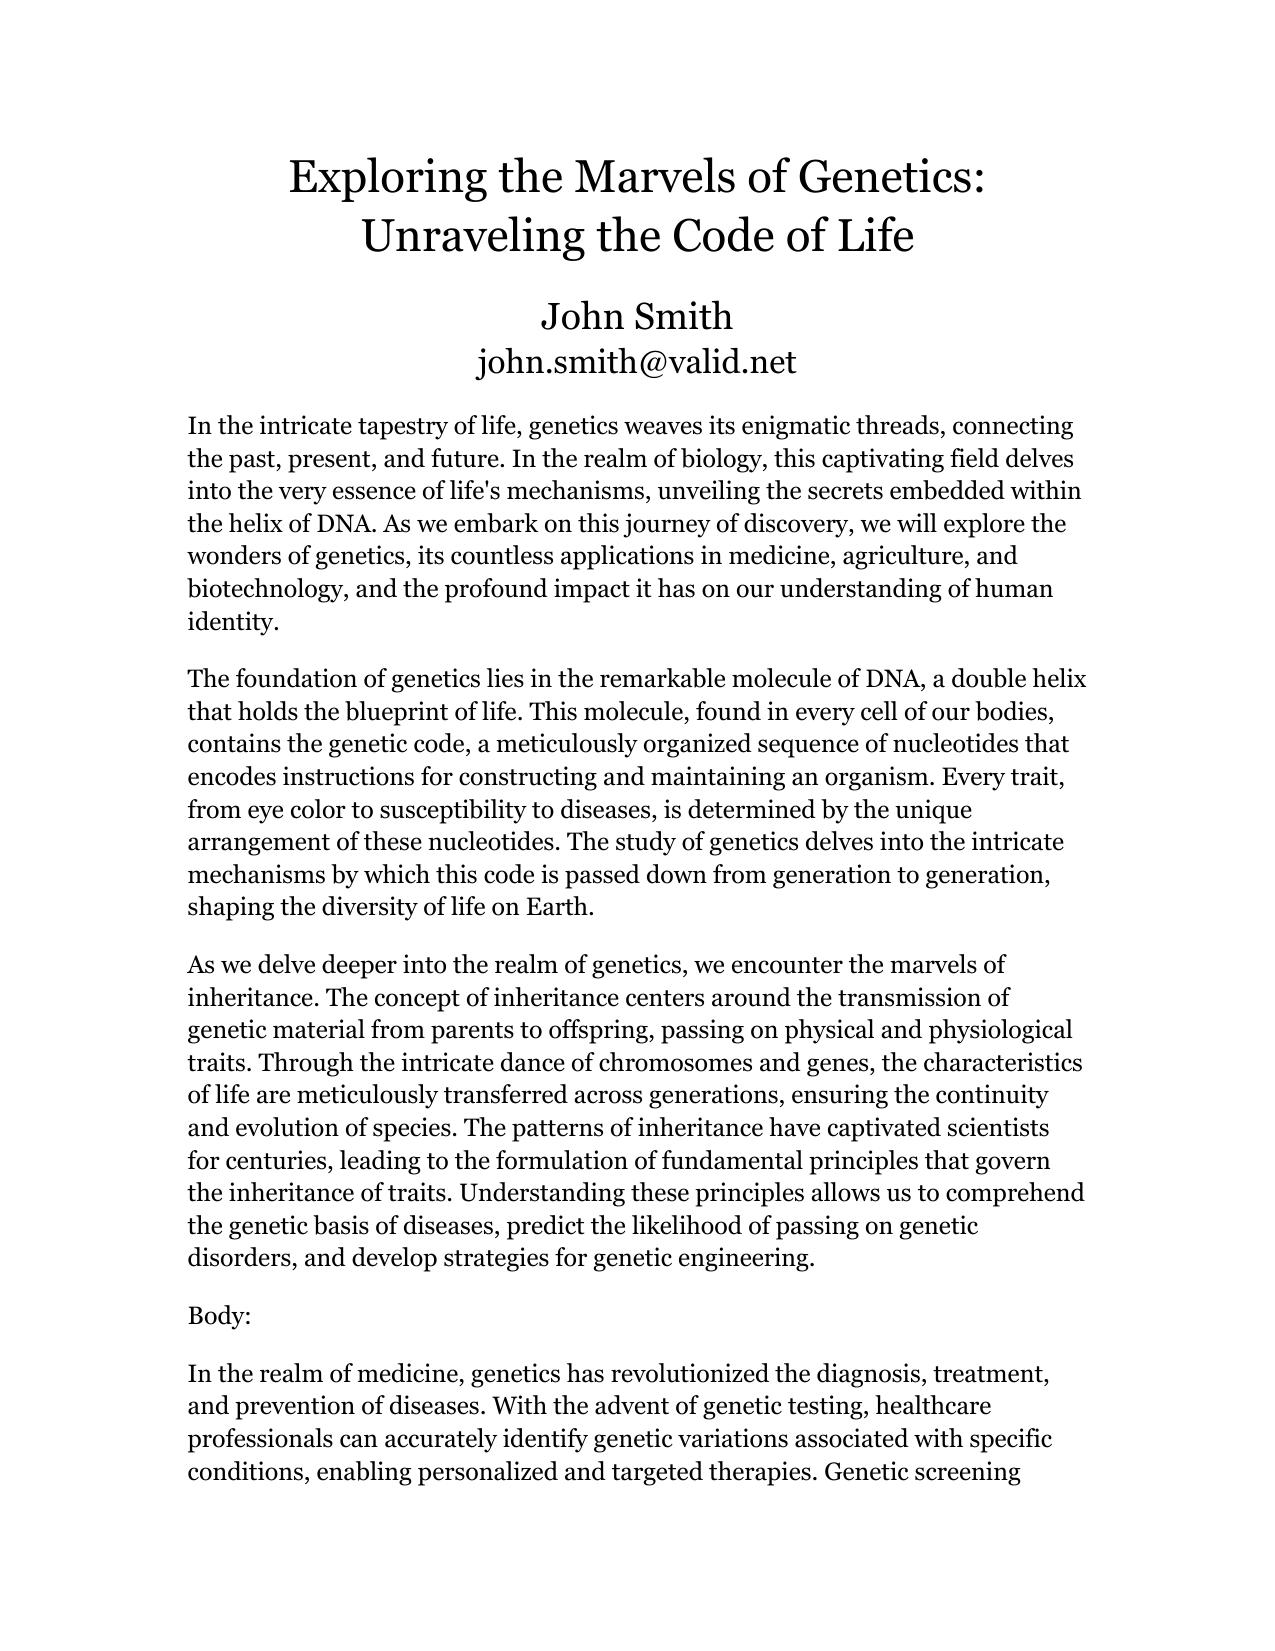 Exploring the Marvels of Genetics:
Unraveling the Code of Life
John Smith
john.smith@valid.net
In the intricate tapestry of life, genetics weaves its enigmatic threads, connecting
the past, present, and future. In the realm of biology, this captivating field delves
into the very essence of life's mechanisms, unveiling the secrets embedded within
the helix of DNA. As we embark on this journey of discovery, we will explore the
wonders of genetics, its countless applications in medicine, agriculture, and
biotechnology, and the profound impact it has on our understanding of human
identity.
The foundation of genetics lies in the remarkable molecule of DNA, a double helix
that holds the blueprint of life. This molecule, found in every cell of our bodies,
contains the genetic code, a meticulously organized sequence of nucleotides that
encodes instructions for constructing and maintaining an organism. Every trait,
from eye color to susceptibility to diseases, is determined by the unique
arrangement of these nucleotides. The study of genetics delves into the intricate
mechanisms by which this code is passed down from generation to generation,
shaping the diversity of life on Earth.
As we delve deeper into the realm of genetics, we encounter the marvels of
inheritance. The concept of inheritance centers around the transmission of
genetic material from parents to offspring, passing on physical and physiological
traits. Through the intricate dance of chromosomes and genes, the characteristics
of life are meticulously transferred across generations, ensuring the continuity
and evolution of species. The patterns of inheritance have captivated scientists
for centuries, leading to the formulation of fundamental principles that govern
the inheritance of traits. Understanding these principles allows us to comprehend
the genetic basis of diseases, predict the likelihood of passing on genetic
disorders, and develop strategies for genetic engineering.
Body:
In the realm of medicine, genetics has revolutionized the diagnosis, treatment,
and prevention of diseases. With the advent of genetic testing, healthcare
professionals can accurately identify genetic variations associated with specific
conditions, enabling personalized and targeted therapies. Genetic screening